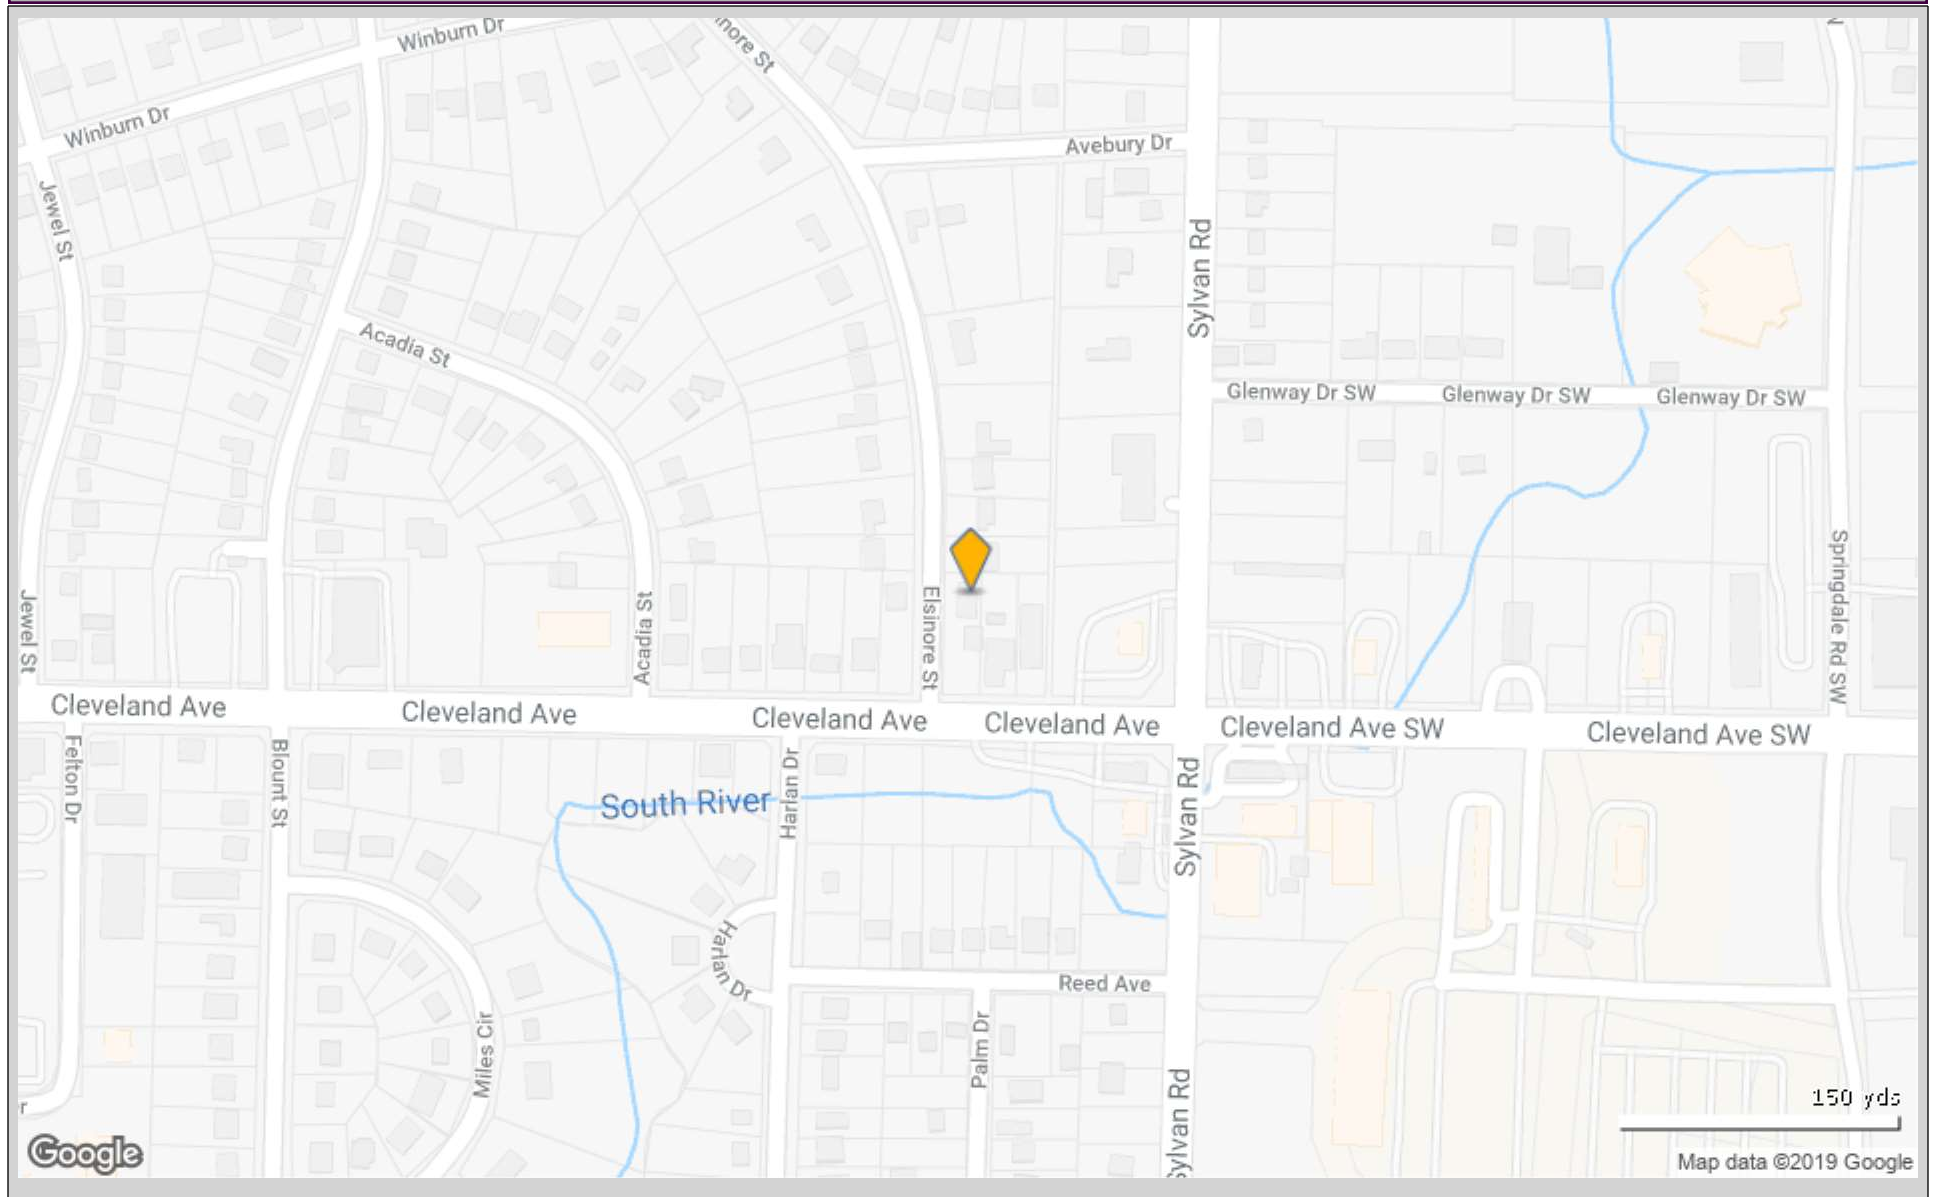 Winburn Dr
nore St
Winburn Dr
Avebury Dr
Jewel St
Sylvan Rd
Acadia St
Glenway Dr SW
Glenway Dr SW
Glenway Dr SW
Springdale Rd SW
Jewel St
Acadia St
Elsinore St
Cleveland Ave
Cleveland Ave
Cleveland Ave
Cleveland Ave
Cleveland Ave SW
Cleveland Ave SW
Felton Dr
Blount St
Harlan Dr
South River
Sylvan Rd
Harlan Dr
Reed Ave
Miles Cir
Palm Dr
Sylvan Rd
150 yds
r
Google
Map data ©2019 Google